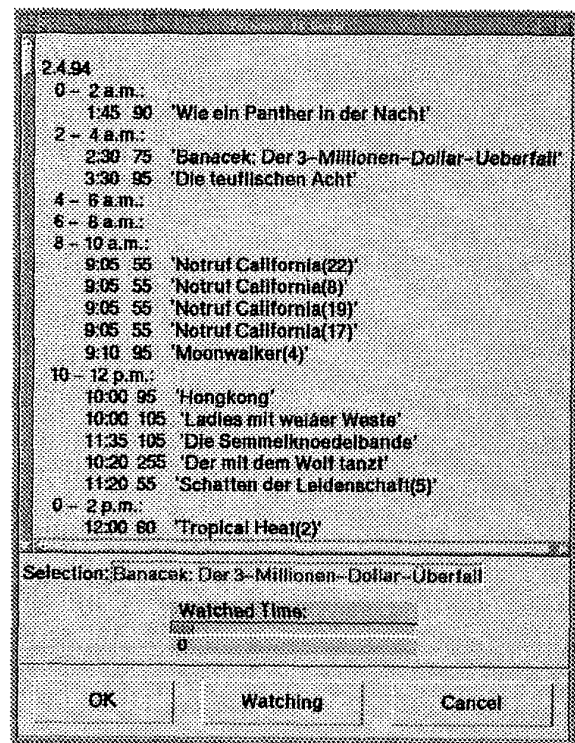 2.4.94
0 – 2 a.m.:
1:45 90 'Wie ein Panther in der Nacht'
2 – 4 a.m.:
2:30 75 'Banacek: Der 3–Millionen–Dollar–Ueberfall'
3:30 95 'Die teuflischen Acht'
4 – 6 a.m.:
6 – 8 a.m.:
8 – 10 a.m.:
9:05 55 'Notruf California(22)'
9:05 55 'Notruf California(8)'
9:05 55 'Notruf California(19)'
9:05 55 'Notruf California(17)'
9:10 95 'Moonwalker(4)'
10 – 12 p.m.:
10:00 95 'Hongkong'
10:00 105 'Ladies mit weiáer Weste'
11:35 105 'Die Semmelknoedelbande'
10:20 255 'Der mit dem Wolf tanzt'
11:20 55 'Schatten der Leidenschaft(5)'
0 – 2 p.m.:
12:00 60 'Tropical Heat(2)'
Selection: Banacek: Der 3–Millionen–Dollar–Überfall
Watched Time:
0
OK Watching Cancel